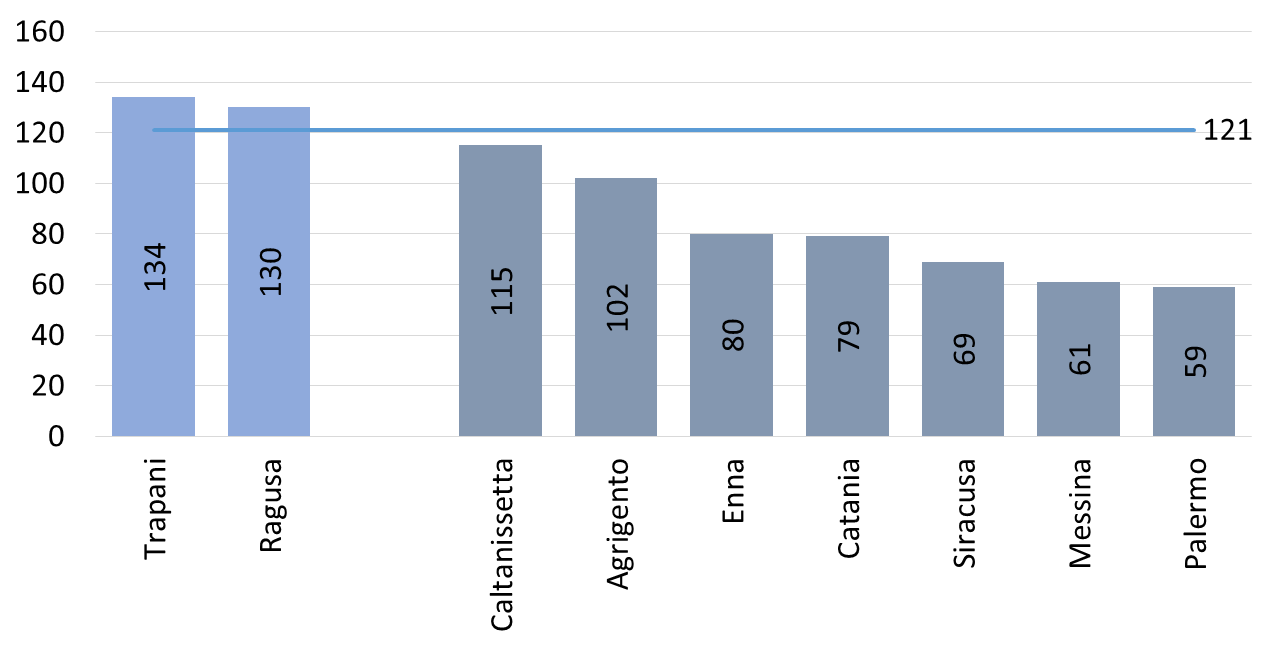 160
140
120
100
80
60
40
20
0
121
134
130
115
102
80
79
69
61
59
Trapani
Ragusa
Caltanissetta
Agrigento
Enna
Catania
Siracusa
Messina
Palermo